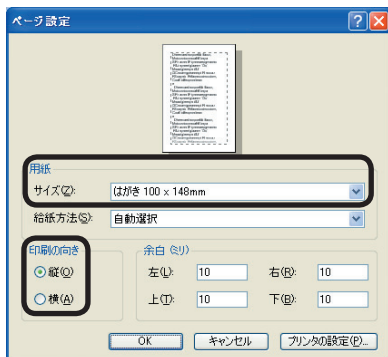 ページ設定
用紙
サイズ(Z): はがき 100 x 148mm
給紙方法(S): 自動選択
印刷の向き
縦(O)
横(A)
余白 (ミリ)
左(L): 10 右(R): 10
上(T): 10 下(B): 10
OK キャンセル プリンタの設定(P)...